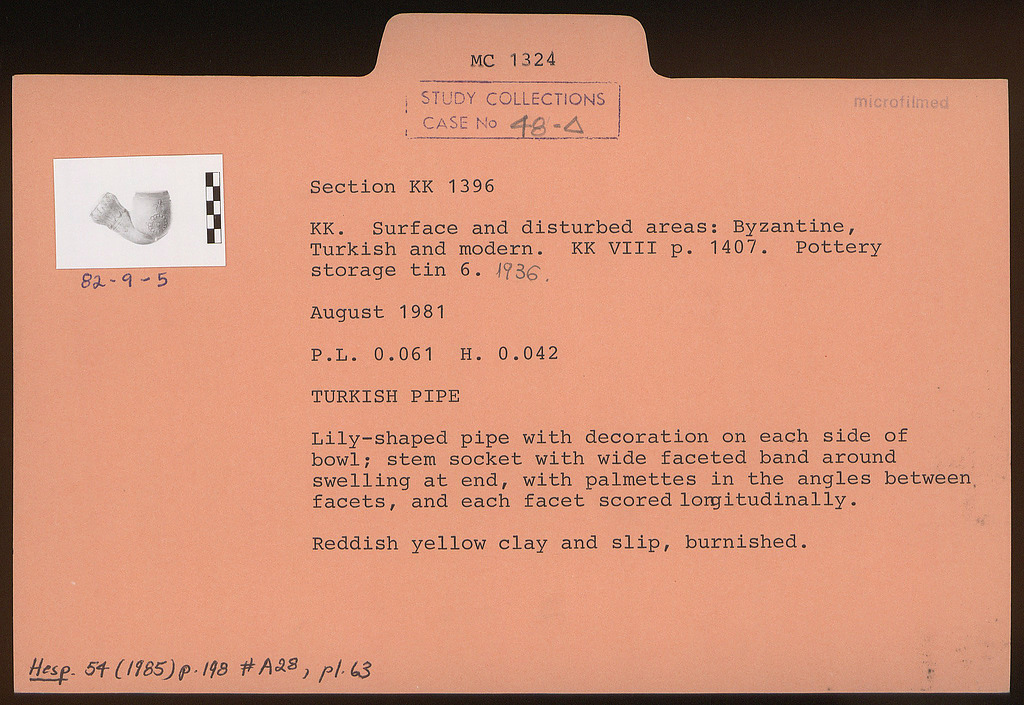 MC 1324
STUDY COLLECTIONS
CASE No 48-Δ
microfilmed
82-9-5
Section KK 1396
KK. Surface and disturbed areas: Byzantine,
Turkish and modern. KK VIII p. 1407. Pottery
storage tin 6. 1936.
August 1981
P.L. 0.061 H. 0.042
TURKISH PIPE
Lily-shaped pipe with decoration on each side of
bowl; stem socket with wide faceted band around
swelling at end, with palmettes in the angles between
facets, and each facet scored longitudinally.
Reddish yellow clay and slip, burnished.
Hesp. 54 (1985) p. 198 #A28, pl. 63